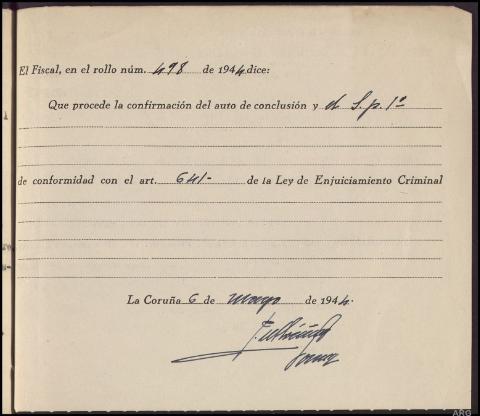 El Fiscal, en el rollo núm. 498 de 1944 dice:
Que procede la confirmación del auto de conclusión y el S.p. 1º
de conformidad con el art. 641- de la Ley de Enjuiciamiento Criminal
La Coruña 6 de mayo de 1944.
ARG